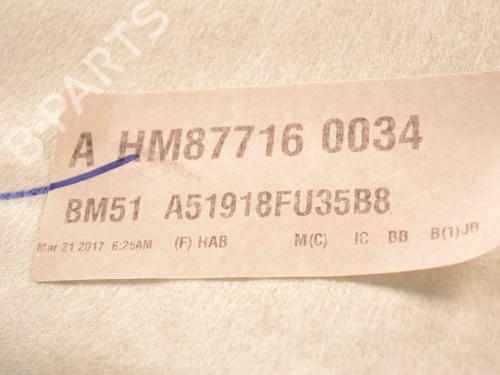 B-PARTS
A HM87716 0034
BM51 A51918FU35B8
Mar 21 2017 6:25AM (F) HAB M(C) IC BB B(1)JB